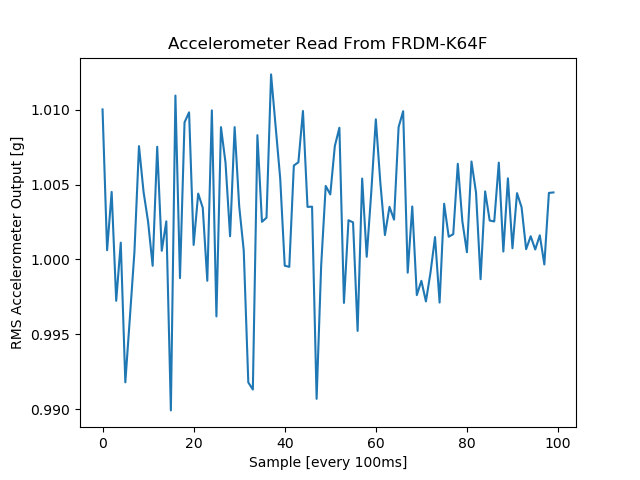 Accelerometer Read From FRDM-K64F
RMS Accelerometer Output [g]
1.010
1.005
1.000
0.995
0.990
0 20 40 60 80 100
Sample [every 100ms]